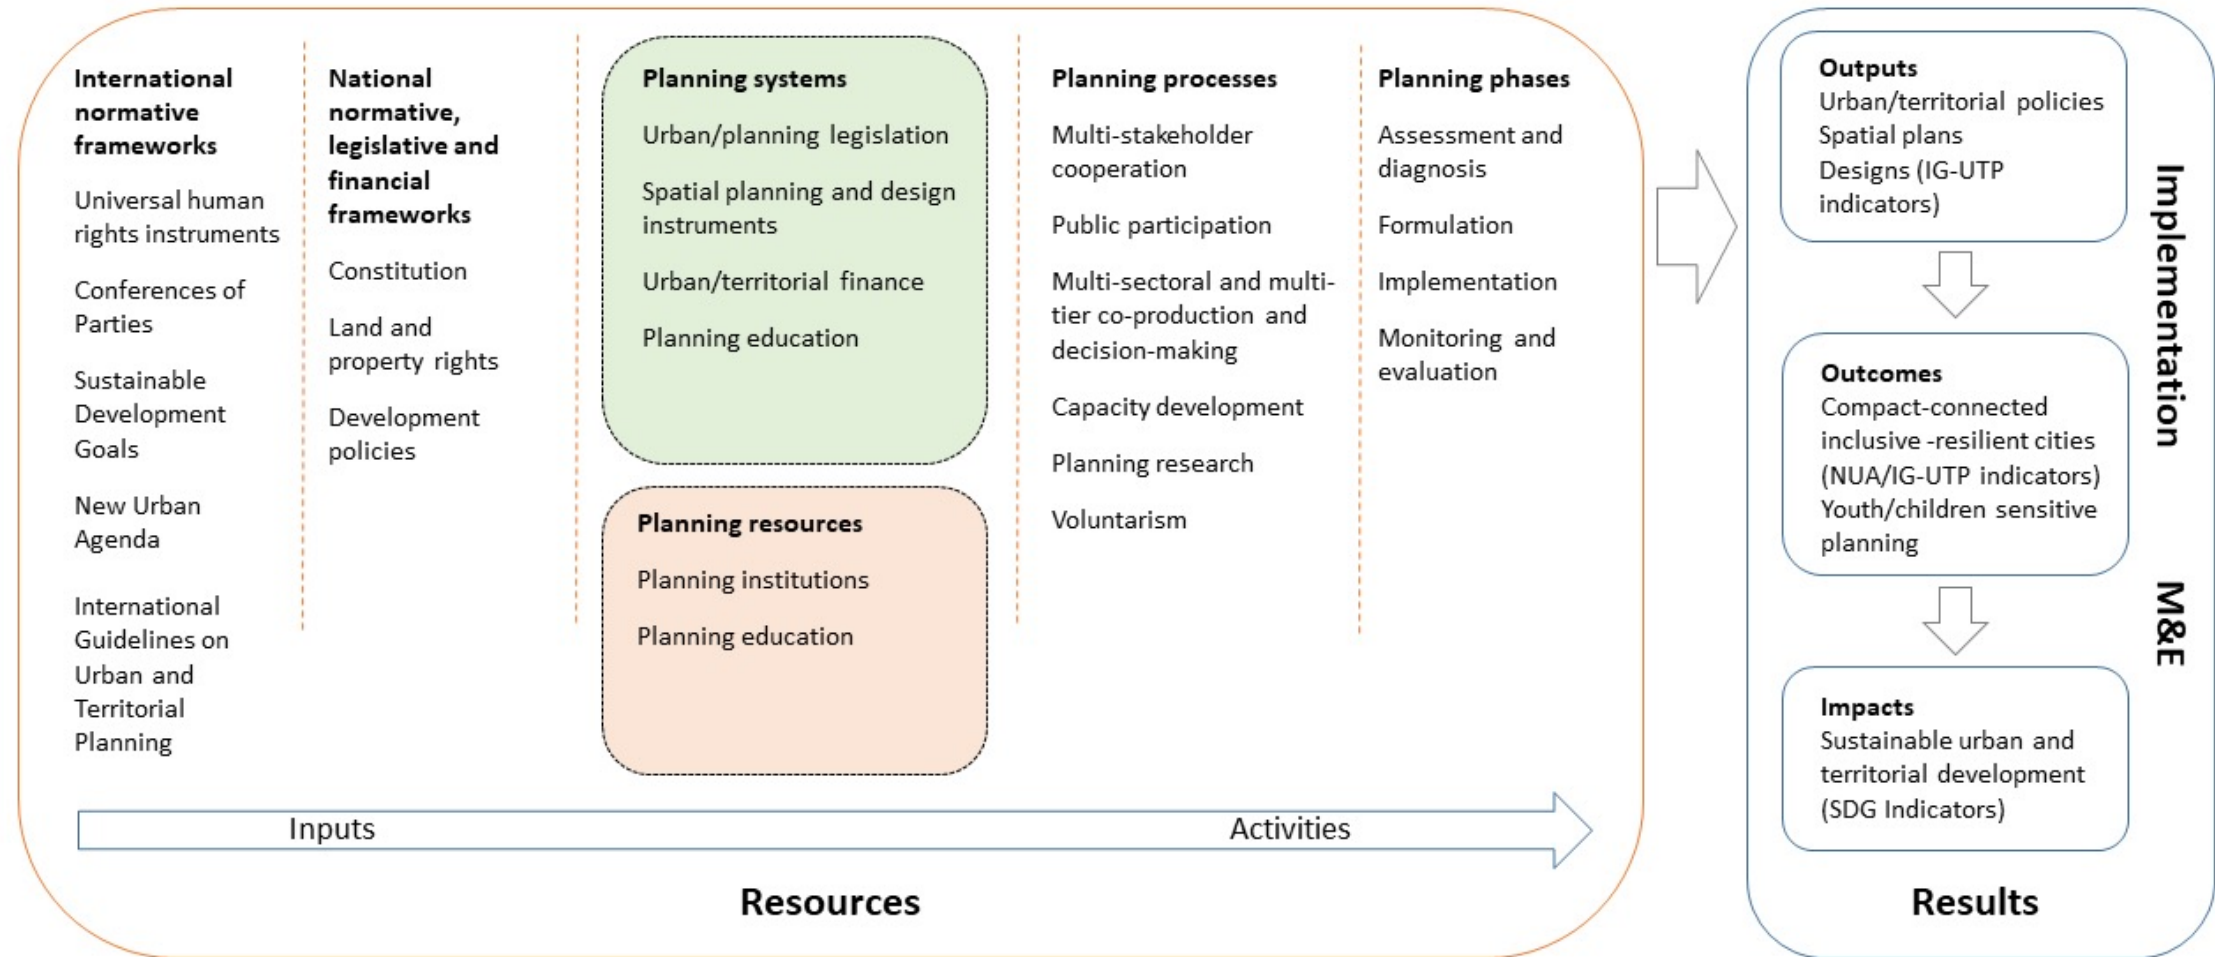 International
normative
frameworks
Universal human
rights instruments
Conferences of
Parties
Sustainable
Development
Goals
New Urban
Agenda
International
Guidelines on
Urban and
Territorial
Planning
National
normative,
legislative and
financial
frameworks
Constitution
Land and
property rights
Development
policies
Planning systems
Urban/planning legislation
Spatial planning and design
instruments
Urban/territorial finance
Planning education
Planning resources
Planning institutions
Planning education
Planning processes
Multi-stakeholder
cooperation
Public participation
Multi-sectoral and multi-
tier co-production and
decision-making
Capacity development
Planning research
Voluntarism
Planning phases
Assessment and
diagnosis
Formulation
Implementation
Monitoring and
evaluation
Inputs
Activities
Resources
Outputs
Urban/territorial policies
Spatial plans
Designs (IG-UTP
indicators)
Outcomes
Compact-connected
inclusive -resilient cities
(NUA/IG-UTP indicators)
Youth/children sensitive
planning
Impacts
Sustainable urban and
territorial development
(SDG Indicators)
Implementation
M&E
Results